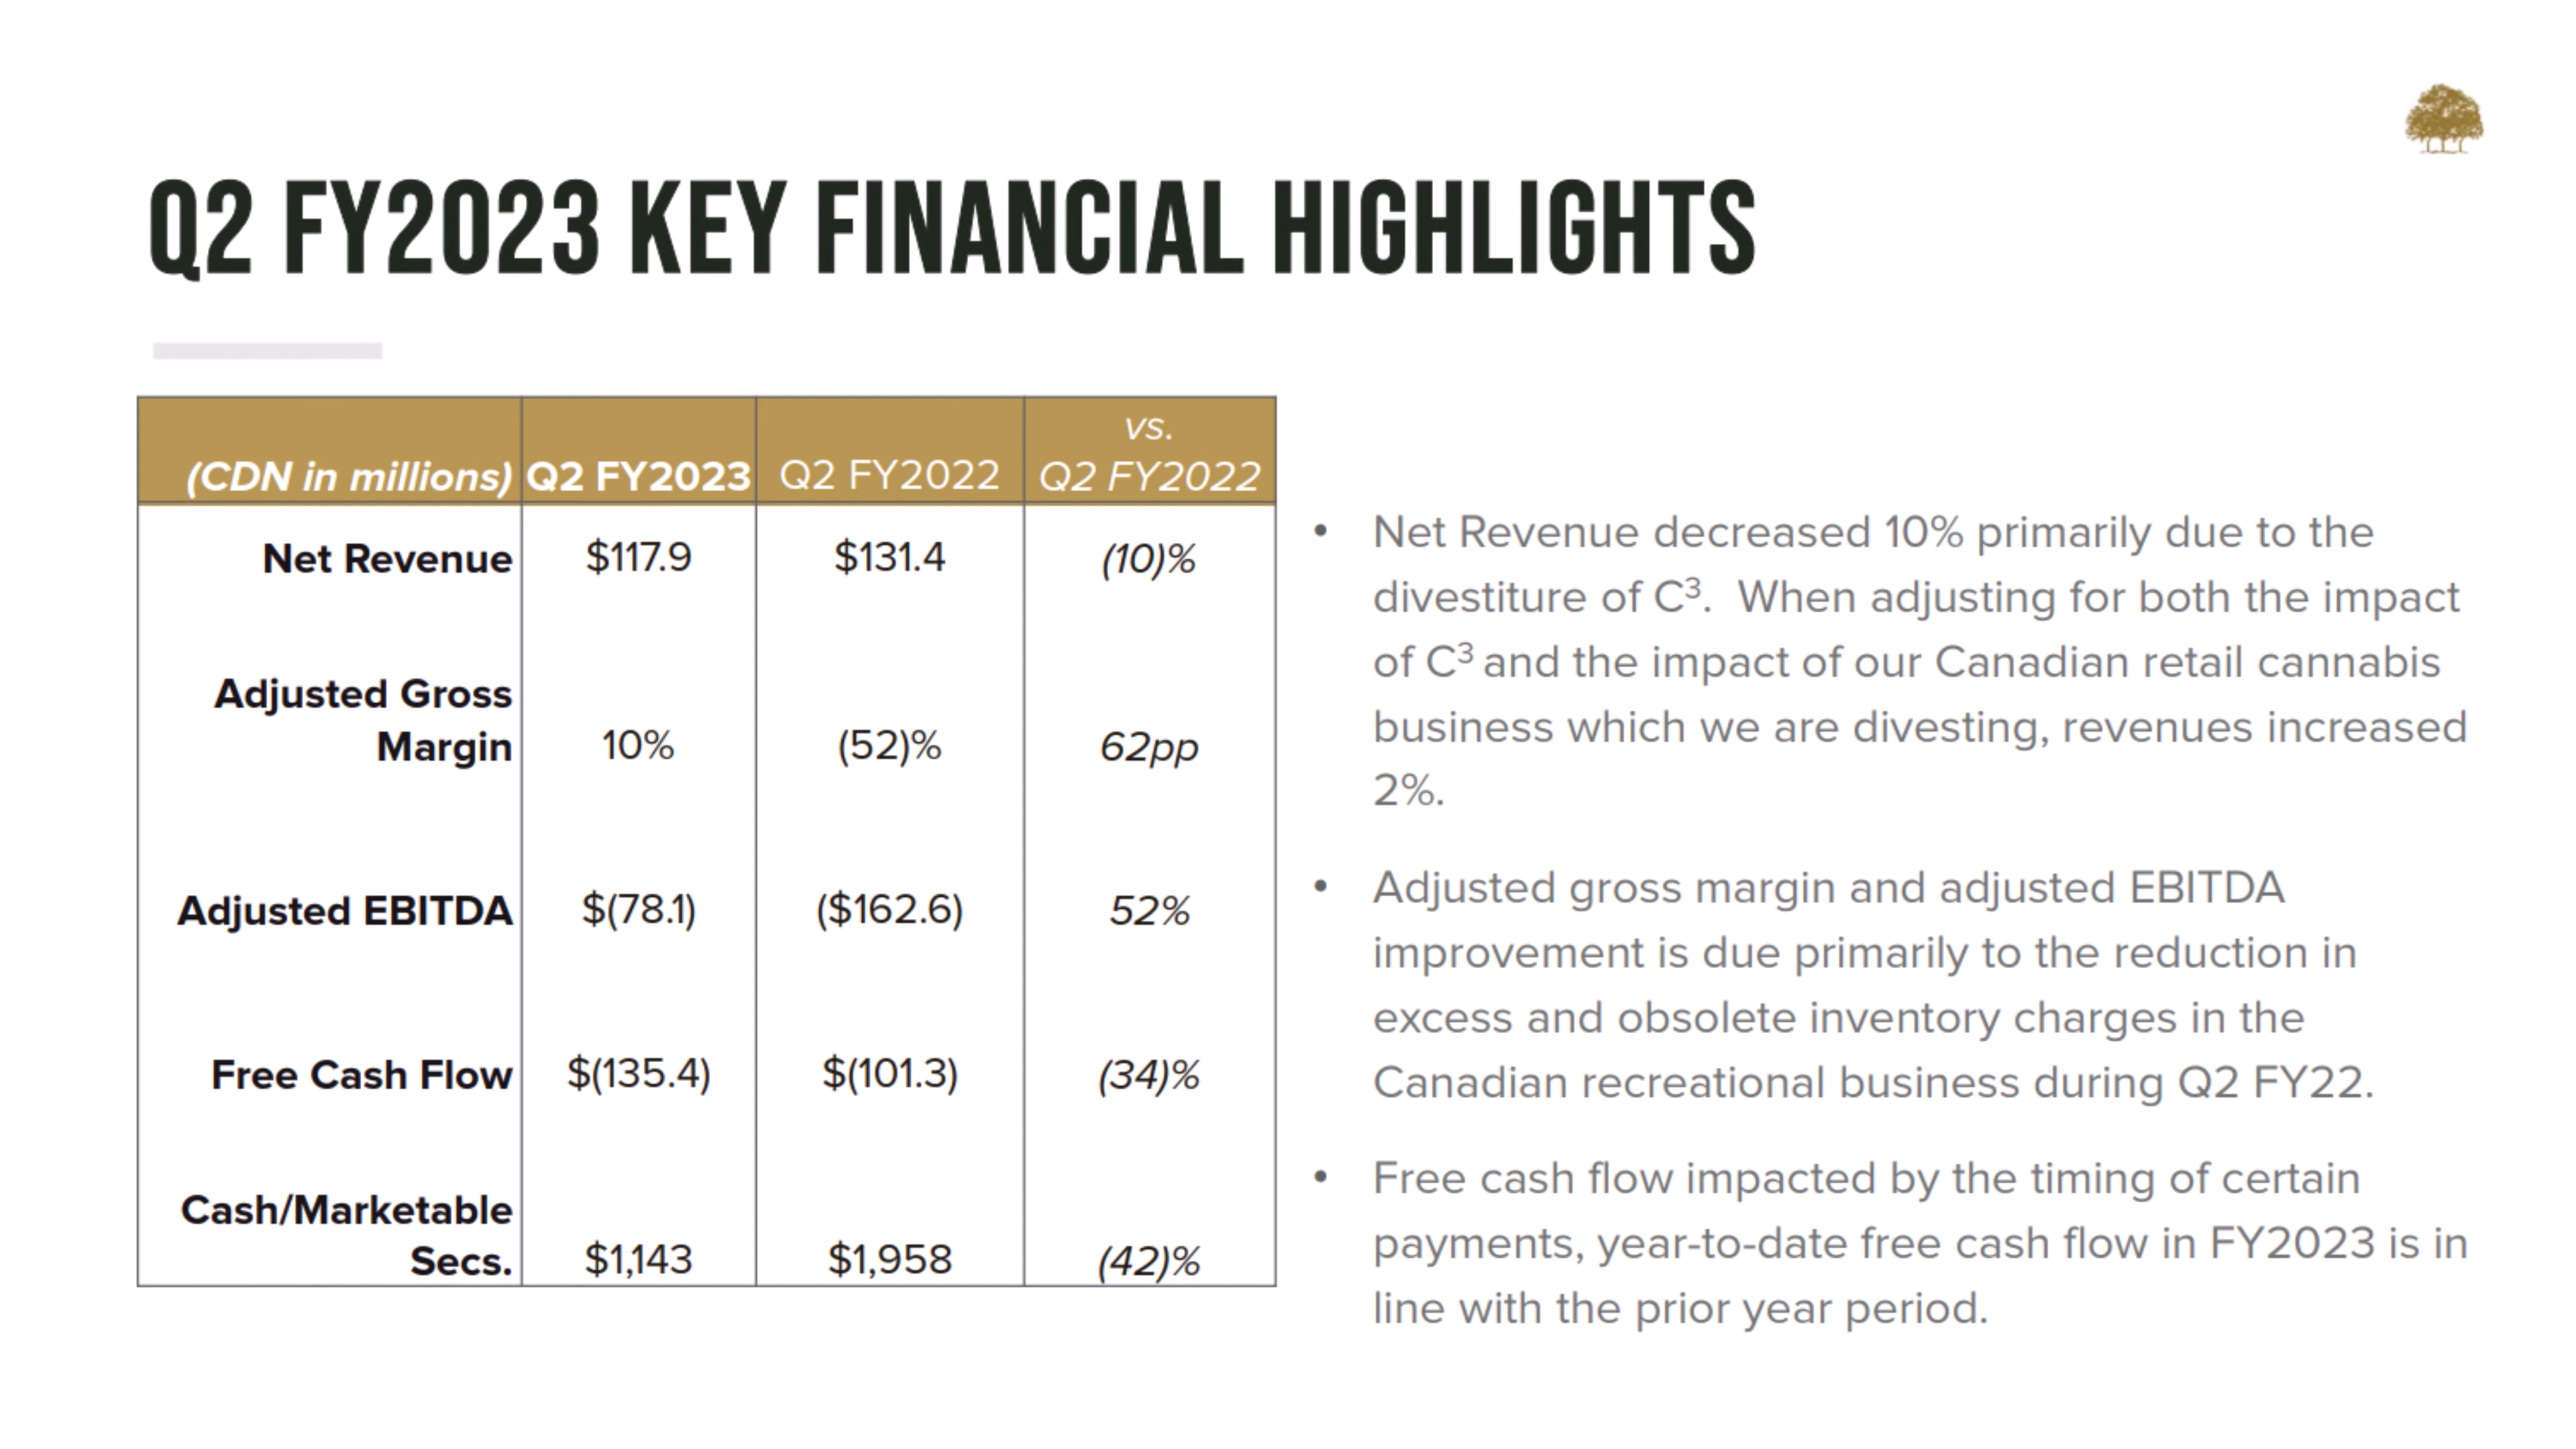 Q2 FY2023 KEY FINANCIAL HIGHLIGHTS
vs.
(CDN in millions) Q2 FY2023 Q2 FY2022 Q2 FY2022
Net Revenue $117.9 $131.4 (10)%
Adjusted Gross
Margin 10% (52)% 62pp
Adjusted EBITDA $(78.1) ($162.6) 52%
Free Cash Flow $(135.4) $(101.3) (34)%
Cash/Marketable
Secs. $1,143 $1,958 (42)%
• Net Revenue decreased 10% primarily due to the
divestiture of C³. When adjusting for both the impact
of C³ and the impact of our Canadian retail cannabis
business which we are divesting, revenues increased
2%.
• Adjusted gross margin and adjusted EBITDA
improvement is due primarily to the reduction in
excess and obsolete inventory charges in the
Canadian recreational business during Q2 FY22.
• Free cash flow impacted by the timing of certain
payments, year-to-date free cash flow in FY2023 is in
line with the prior year period.